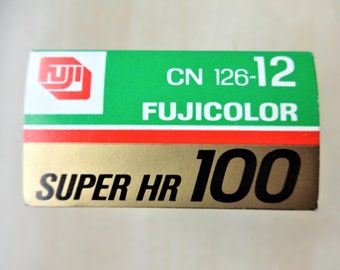 FUJI
CN 126-12
FUJICOLOR
SUPER HR 100